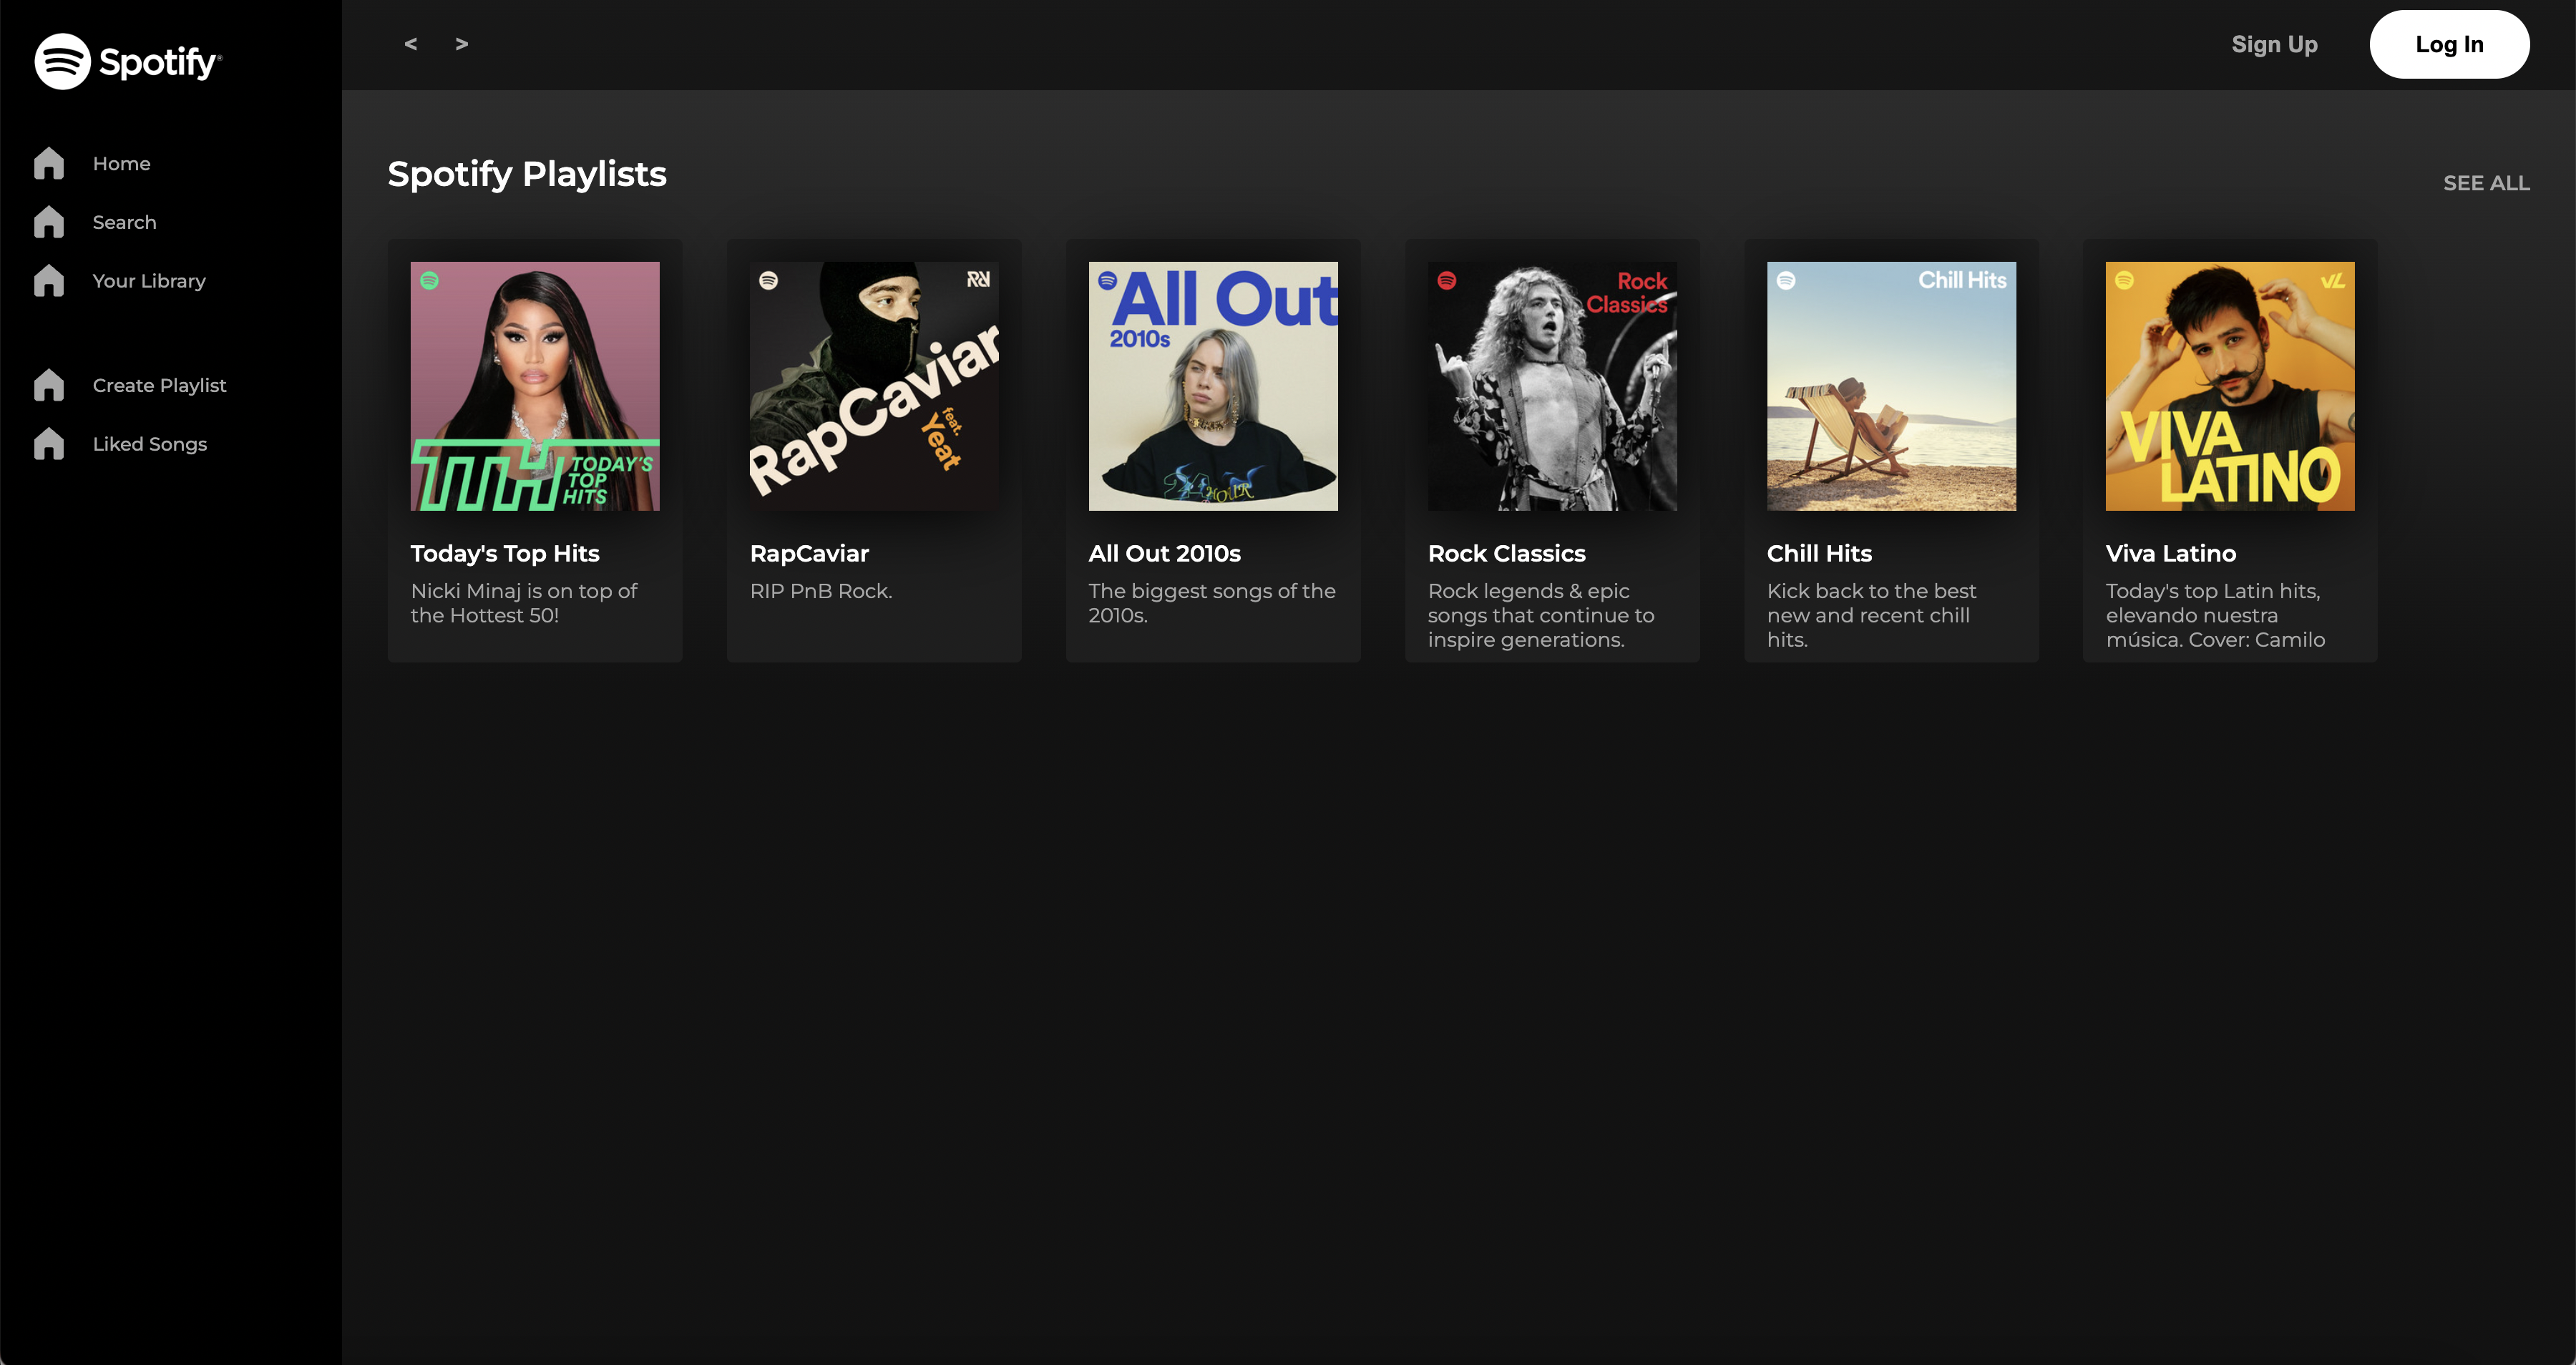 Spotify®
Home
Search
Your Library
Create Playlist
Liked Songs
< >
Sign Up
Log In
Spotify Playlists
SEE ALL
TTH
TODAY'S
TOP
HITS
Today's Top Hits
Nicki Minaj is on top of
the Hottest 50!
RapCaviar
feat.
Yeat
RapCaviar
RIP PnB Rock.
All Out
2010s
HOUR
All Out 2010s
The biggest songs of the
2010s.
Rock
Classics
Rock Classics
Rock legends & epic
songs that continue to
inspire generations.
Chill Hits
Chill Hits
Kick back to the best
new and recent chill
hits.
VL
VIVA
LATINO
Viva Latino
Today's top Latin hits,
elevando nuestra
música. Cover: Camilo